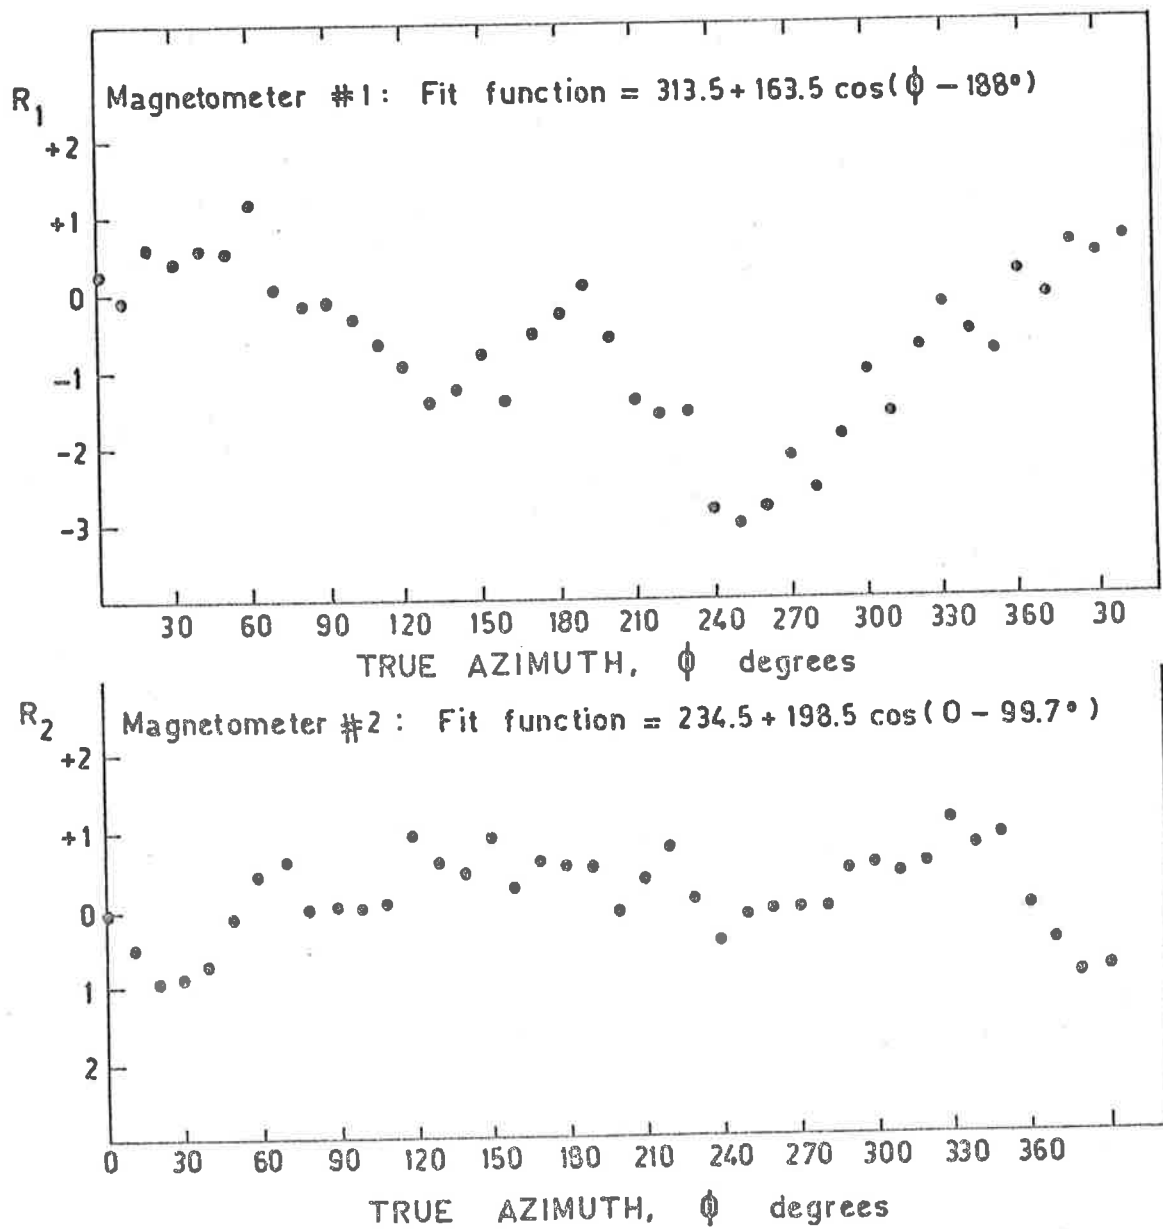 R₁ Magnetometer #1: Fit function = 313.5 + 163.5 cos(ϕ − 188°)
+2
+1
0
−1
−2
−3
30 60 90 120 150 180 210 240 270 300 330 360 30
TRUE AZIMUTH, ϕ degrees
R₂ Magnetometer #2: Fit function = 234.5 + 198.5 cos(0 − 99.7°)
+2
+1
0
1
2
0 30 60 90 120 150 180 210 240 270 300 330 360
TRUE AZIMUTH, ϕ degrees